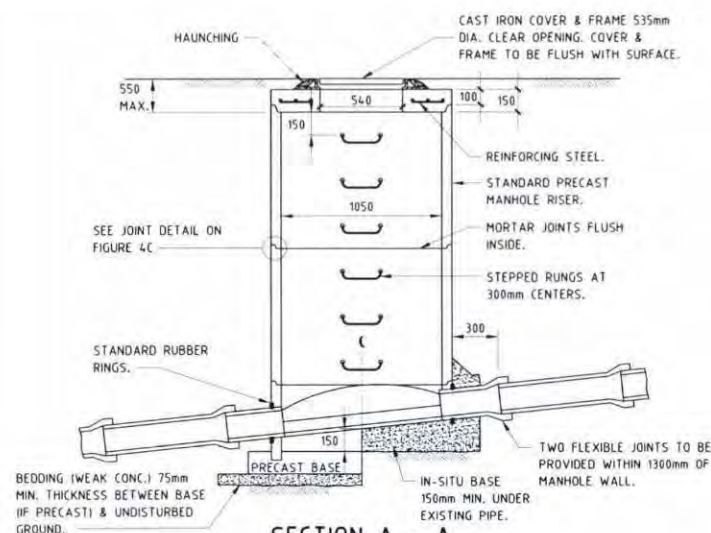 CAST IRON COVER & FRAME 535mm
DIA. CLEAR OPENING. COVER &
FRAME TO BE FLUSH WITH SURFACE.
HAUNCHING
550
MAX.
540
100
150
150
REINFORCING STEEL.
STANDARD PRECAST
MANHOLE RISER.
1050
SEE JOINT DETAIL ON
FIGURE 4C
MORTAR JOINTS FLUSH
INSIDE.
STEPPED RUNGS AT
300mm CENTERS.
300
STANDARD RUBBER
RINGS.
150
PRECAST BASE
TWO FLEXIBLE JOINTS TO BE
PROVIDED WITHIN 1300mm OF
MANHOLE WALL.
BEDDING (WEAK CONC.) 75mm
MIN. THICKNESS BETWEEN BASE
(IF PRECAST) & UNDISTURBED
GROUND.
IN-SITU BASE
150mm MIN. UNDER
EXISTING PIPE.
SECTION A - A